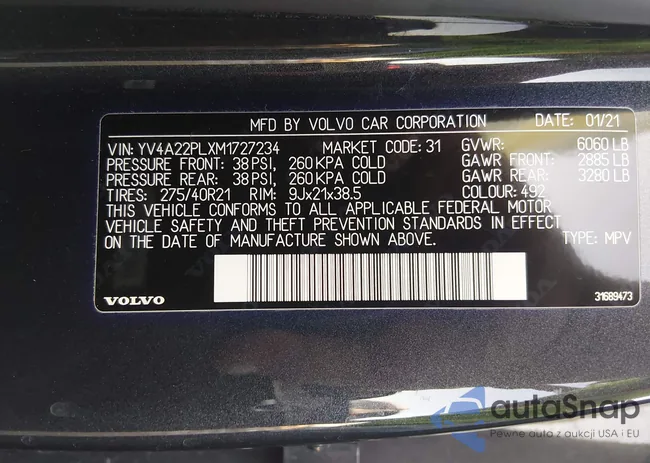 MFD BY VOLVO CAR CORPORATION DATE: 01/21
VIN: YV4A22PLXM1727234 MARKET CODE: 31 GVWR: 6060 LB
PRESSURE FRONT: 38 PSI, 260 KPA COLD GAWR FRONT: 2885 LB
PRESSURE REAR: 38 PSI, 260 KPA COLD GAWR REAR: 3280 LB
TIRES: 275/40R21 RIM: 9Jx21x38.5 COLOUR: 492
THIS VEHICLE CONFORMS TO ALL APPLICABLE FEDERAL MOTOR
VEHICLE SAFETY AND THEFT PREVENTION STANDARDS IN EFFECT
ON THE DATE OF MANUFACTURE SHOWN ABOVE. TYPE: MPV
VOLVO 31689473
autoSnap
Pewne auta z aukcji USA i EU